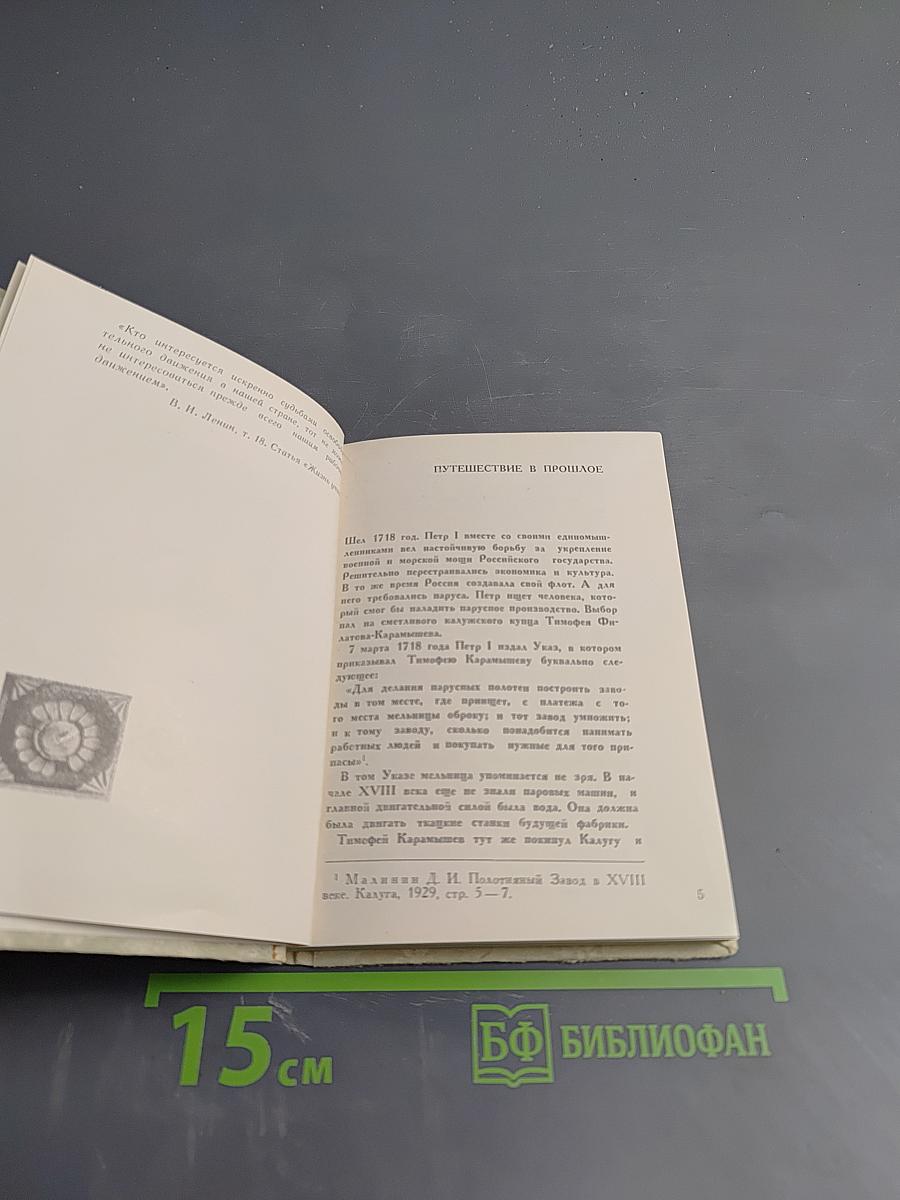 «Кто интересуется искренно судьбами
тельного движения в нашей стране, тот не
не интересоваться прежде всего нашим
движением».
В. И. Ленин, т. 18. Статья «Жизнь
ПУТЕШЕСТВИЕ В ПРОШЛОЕ
Шел 1718 год. Петр I вместе со своими единомыш-
ленниками вел настойчивую борьбу за укрепление
военной и морской мощи Российского государства.
Решительно перестраивались экономика и культура.
В то же время Россия создавала свой флот. А для
него требовались паруса. Петр ищет человека, кото-
рый смог бы наладить парусное производство. Выбор
пал на сметливого калужского купца Тимофея Фи-
латова-Карамышева.
7 марта 1718 года Петр I издал Указ, в котором
приказывал Тимофею Карамышеву буквально сле-
дующее:
«Для делания парусных полотен построить заво-
ды в том месте, где приищет, с платежа с то-
го места мельницы оброку; и тот завод умножить;
и к тому заводу, сколько понадобится нанимать
работных людей и покупать нужные для того при-
пасы»¹.
В том Указе мельница упоминается не зря. В на-
чале XVIII века еще не знали паровых машин, и
главной двигательной силой была вода. Она должна
была двигать ткацкие станки будущей фабрики.
Тимофей Карамышев тут же покинул Калугу и
¹ Малинин Д. И. Полотняный Завод в XVIII
веке. Калуга, 1929, стр. 5—7.
5
15 см
БФ БИБЛИОФАН